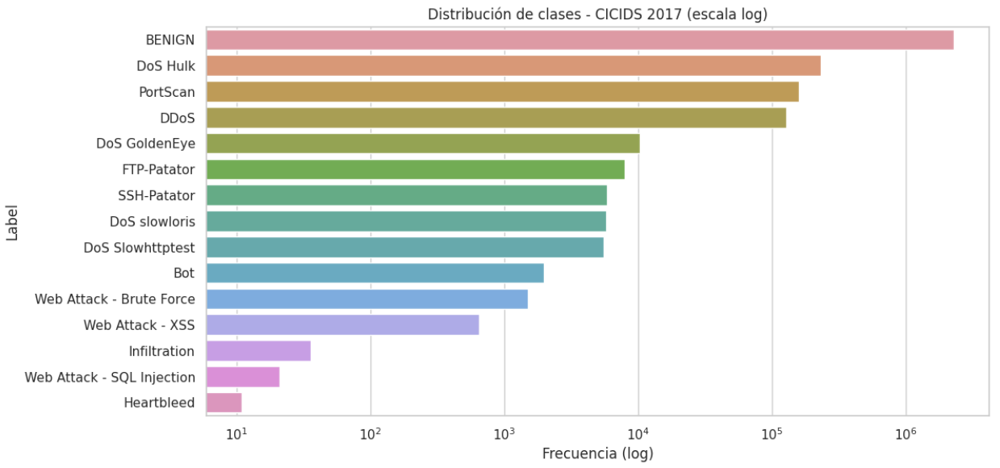 Distribución de clases - CICIDS 2017 (escala log)
Label
BENIGN
DoS Hulk
PortScan
DDoS
DoS GoldenEye
FTP-Patator
SSH-Patator
DoS slowloris
DoS Slowhttptest
Bot
Web Attack - Brute Force
Web Attack - XSS
Infiltration
Web Attack - SQL Injection
Heartbleed
10¹ 10² 10³ 10⁴ 10⁵ 10⁶
Frecuencia (log)